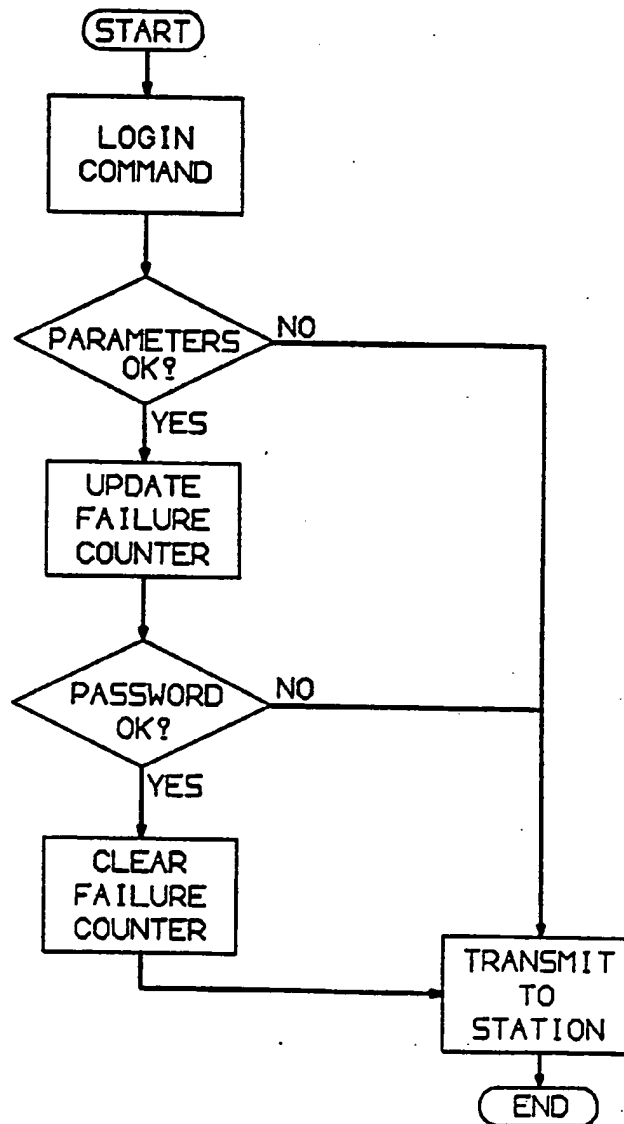 START
LOGIN
COMMAND
PARAMETERS
OK?
NO
YES
UPDATE
FAILURE
COUNTER
PASSWORD
OK?
NO
YES
CLEAR
FAILURE
COUNTER
TRANSMIT
TO
STATION
END